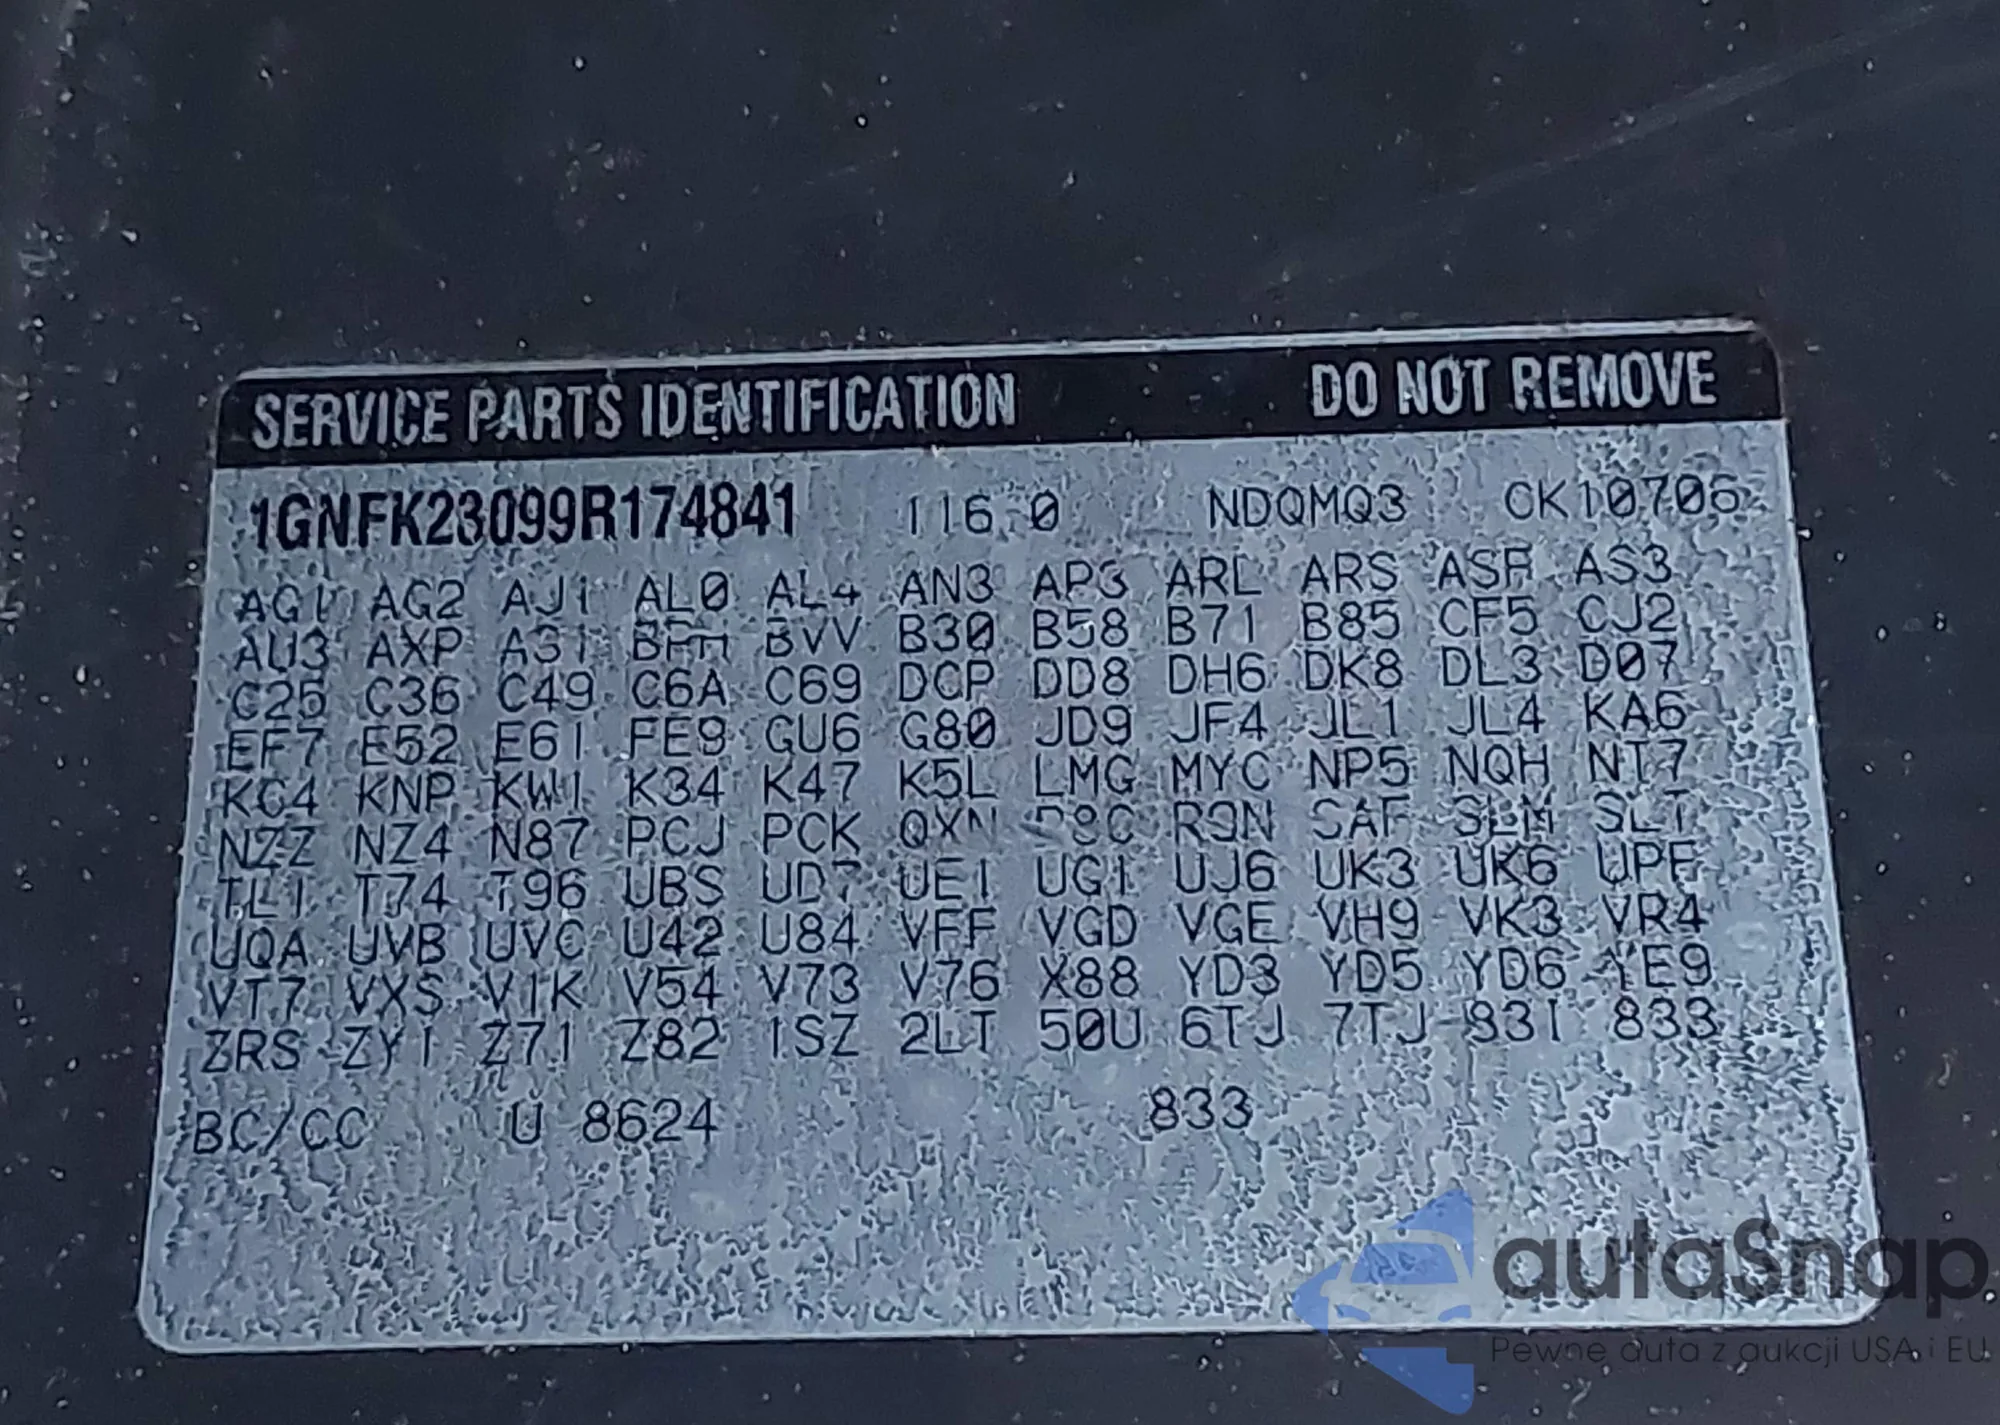 SERVICE PARTS IDENTIFICATION DO NOT REMOVE
1GNFK23099R174841 116.0 NDQMQ3 CK10706
AG1 AG2 AJ1 AL0 AL4 AN3 AP3 ARL ARS ASA AS3
AU3 AXP A31 BVV B30 B58 B71 B85 CF5 CJ2
C25 C36 C49 C6A C69 DCP DD8 DH6 DK8 DL3 D07
EF7 E52 E61 FE9 GU6 G80 JD9 JF4 JL1 JL4 KA6
KC4 KNP KW1 K34 K47 K5L LMG MYC NP5 NQH NT7
NZZ NZ4 N87 PCJ PCK QXN R9N SAF SLM SLT
TL1 T74 T96 UBS UD7 UE1 UG1 UJ6 UK3 UK6 UPF
UQA UVB UVC U42 U84 VFF VGD VGE VH9 VK3 VR4
VT7 VXS V1K V54 V73 V76 X88 YD3 YD5 YD6 YE9
ZRS ZY1 Z71 Z82 1SZ 2LT 50U 6TJ 7TJ 83I 833
BC/CC U 8624 833
autaSnap
Pewne auta z aukcji USA i EU